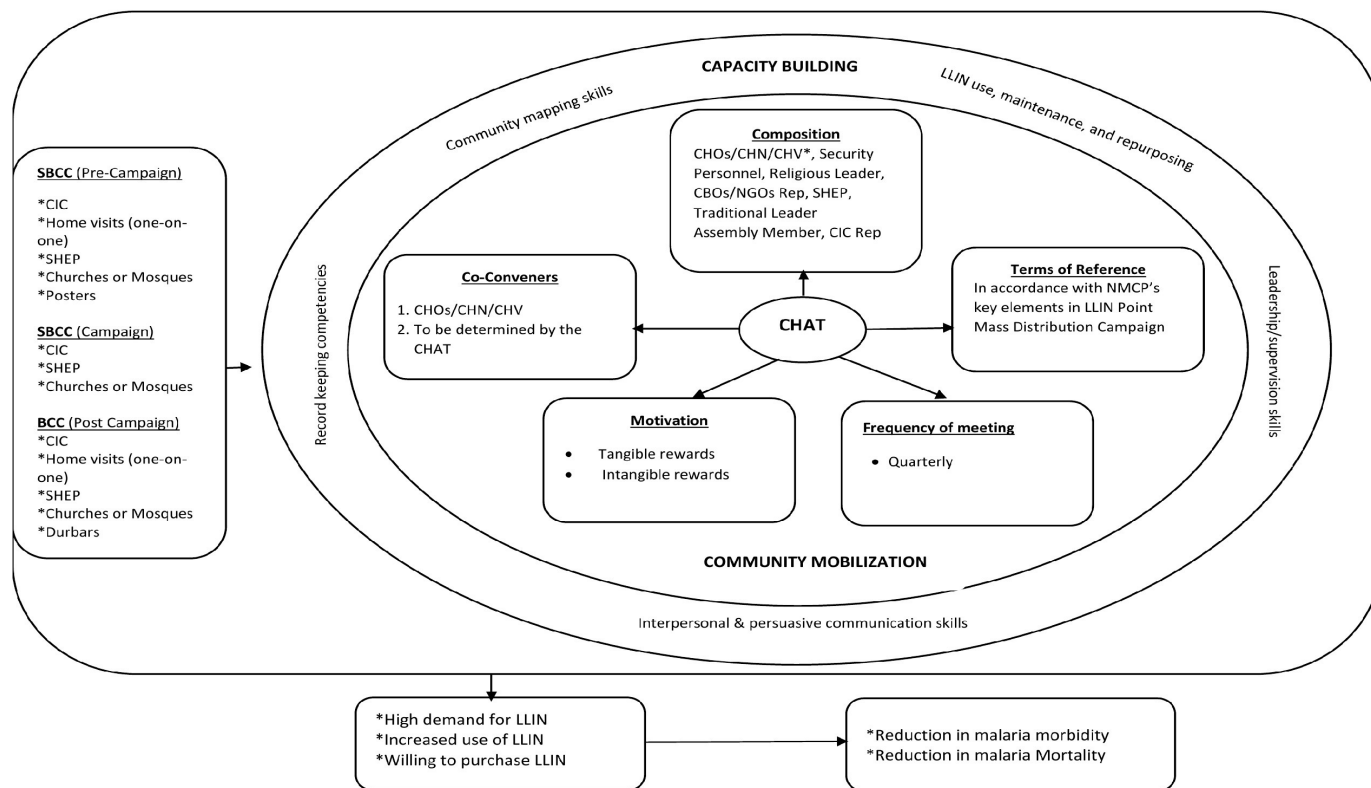 CAPACITY BUILDING
Community mapping skills
LLIN use, maintenance, and repurposing
Record keeping competencies
Leadership/supervision skills
Interpersonal & persuasive communication skills
SBCC (Pre-Campaign)
*CIC
*Home visits (one-on-
one)
*SHEP
*Churches or Mosques
*Posters
SBCC (Campaign)
*CIC
*SHEP
*Churches or Mosques
BCC (Post Campaign)
*CIC
*Home visits (one-on-
one)
*SHEP
*Churches or Mosques
*Durbars
Composition
CHOs/CHN/CHV*, Security
Personnel, Religious Leader,
CBOs/NGOs Rep, SHEP,
Traditional Leader
Assembly Member, CIC Rep
Co-Conveners
1. CHOs/CHN/CHV
2. To be determined by the
CHAT
CHAT
Terms of Reference
In accordance with NMCP's
key elements in LLIN Point
Mass Distribution Campaign
Motivation
• Tangible rewards
• Intangible rewards
Frequency of meeting
• Quarterly
COMMUNITY MOBILIZATION
*High demand for LLIN
*Increased use of LLIN
*Willing to purchase LLIN
*Reduction in malaria morbidity
*Reduction in malaria Mortality